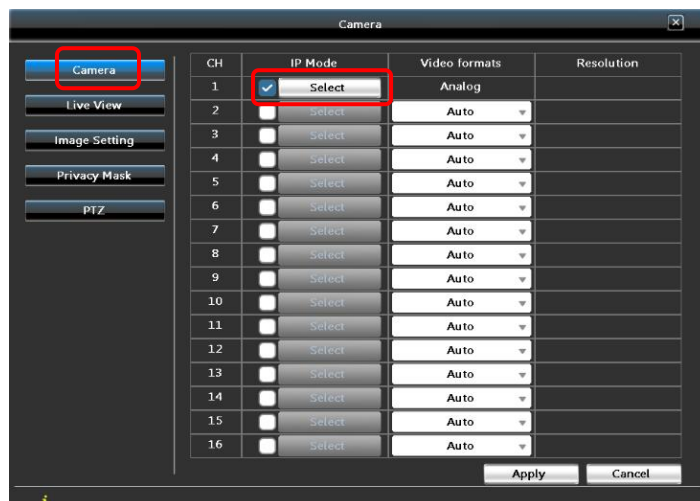 Camera
Camera
Live View
Image Setting
Privacy Mask
PTZ
CH IP Mode Video formats Resolution
1 Select Analog
2 Select Auto
3 Select Auto
4 Select Auto
5 Select Auto
6 Select Auto
7 Select Auto
8 Select Auto
9 Select Auto
10 Select Auto
11 Select Auto
12 Select Auto
13 Select Auto
14 Select Auto
15 Select Auto
16 Select Auto
Apply Cancel